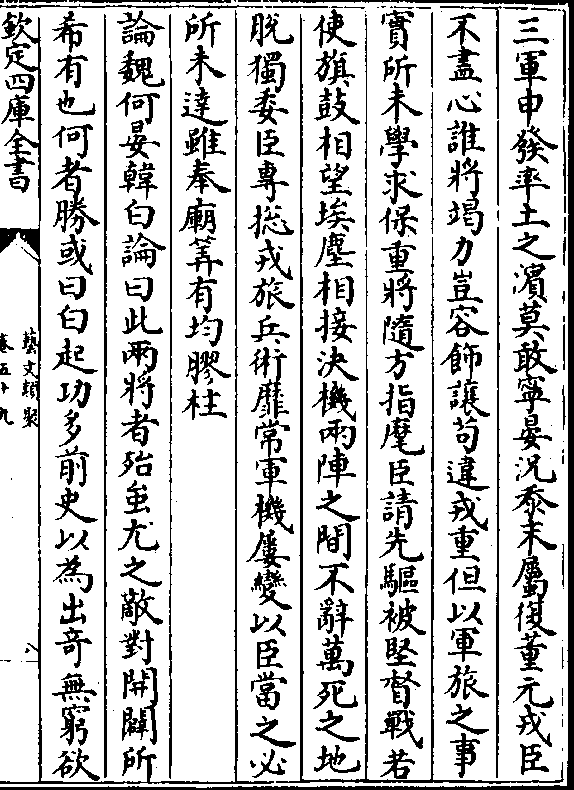 三軍申發率土之濱莫敢寧晏況忝末屬復董元戎臣
不盡心誰將竭力豈容飾讓苟違戎重但以軍旅之事
實所未學求保重將隨方指麾臣請先驅被堅督戰若
使旗鼓相望埃塵相接決機兩陣之間不辭萬死之地
脫獨委臣專摠戎旅兵術靡常軍機屢變以臣當之必
所未達雖奉廟筭有均膠柱
論魏何晏韓白論曰此兩將者殆蚩尤之敵對開闢所
希有也何者勝或曰白起功多前史以為出奇無窮欲
欽定四庫全書
藝文類聚
卷五十九
八